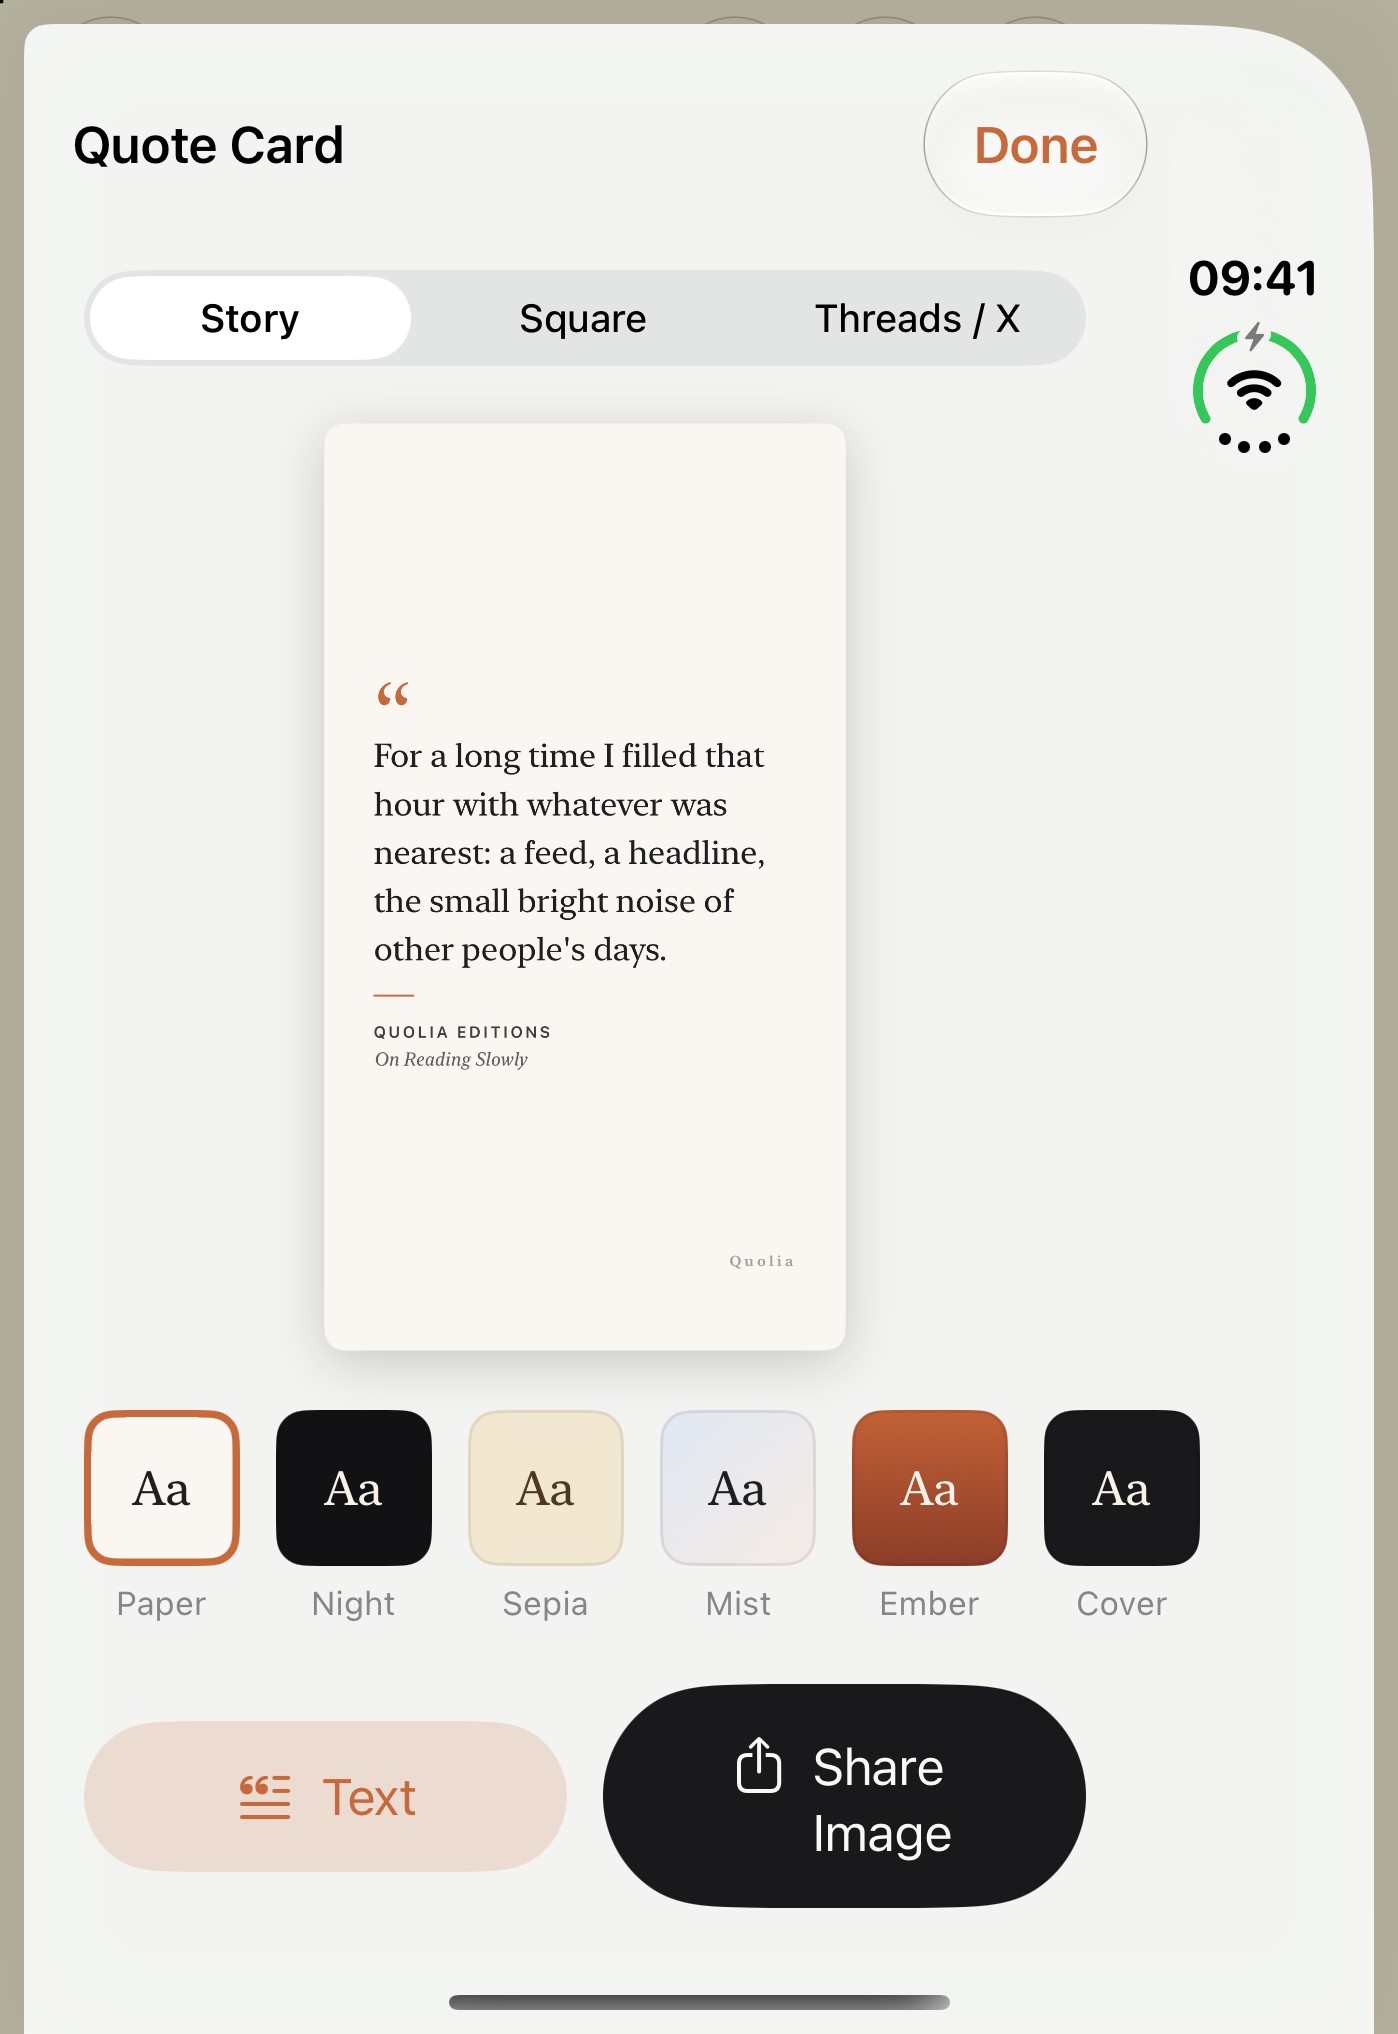 Quote Card
Done
09:41
Story
Square
Threads / X
“
For a long time I filled that
hour with whatever was
nearest: a feed, a headline,
the small bright noise of
other people's days.
QUOLIA EDITIONS
On Reading Slowly
Quolia
Aa
Aa
Aa
Aa
Aa
Aa
Paper
Night
Sepia
Mist
Ember
Cover
Text
Share
Image